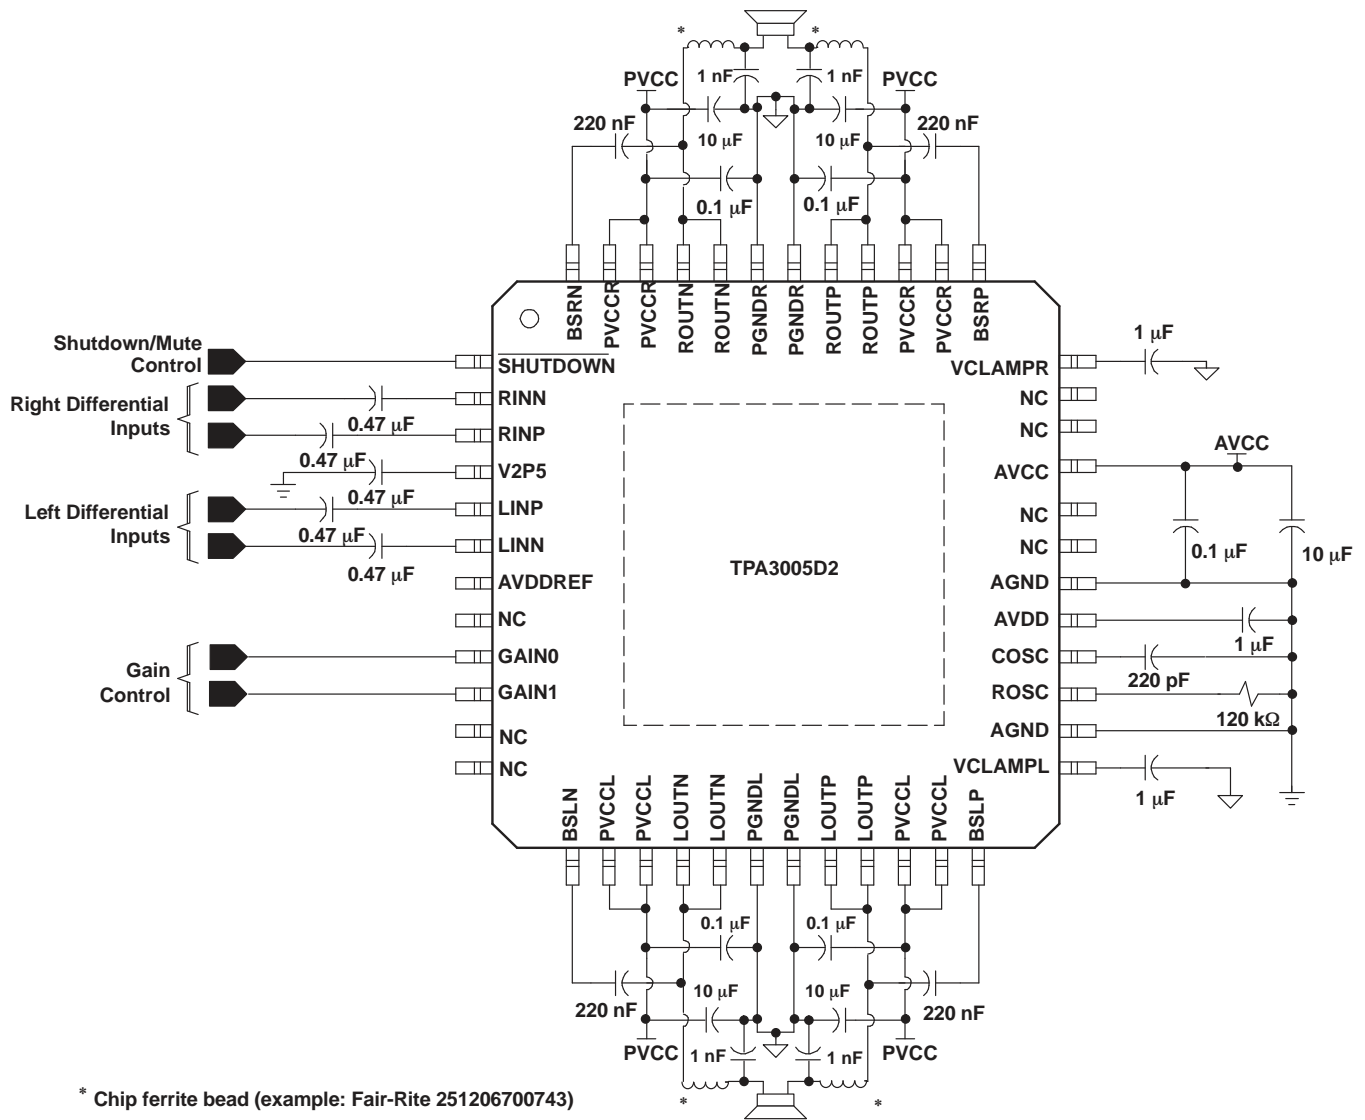 *
*
1 nF
1 nF
PVCC
PVCC
220 nF
10 µF
10 µF
220 nF
0.1 µF
0.1 µF
BSRN
PVCCR
PVCCR
ROUTN
ROUTN
PGNDR
PGNDR
ROUTP
ROUTP
PVCCR
PVCCR
BSRP
Shutdown/Mute
Control
SHUTDOWN
Right Differential
Inputs
RINN
0.47 µF
RINP
0.47 µF
V2P5
0.47 µF
Left Differential
Inputs
LINP
0.47 µF
LINN
0.47 µF
AVDDREF
NC
Gain
Control
GAIN0
GAIN1
NC
NC
TPA3005D2
1 µF
VCLAMPR
NC
NC
AVCC
AVCC
NC
NC
0.1 µF
10 µF
AGND
AVDD
1 µF
COSC
220 pF
ROSC
120 kΩ
AGND
VCLAMPL
1 µF
BSLN
PVCCL
PVCCL
LOUTN
LOUTN
PGNDL
PGNDL
LOUTP
LOUTP
PVCCL
PVCCL
BSLP
0.1 µF
0.1 µF
220 nF
10 µF
10 µF
220 nF
PVCC
1 nF
1 nF
PVCC
*
*
* Chip ferrite bead (example: Fair-Rite 251206700743)